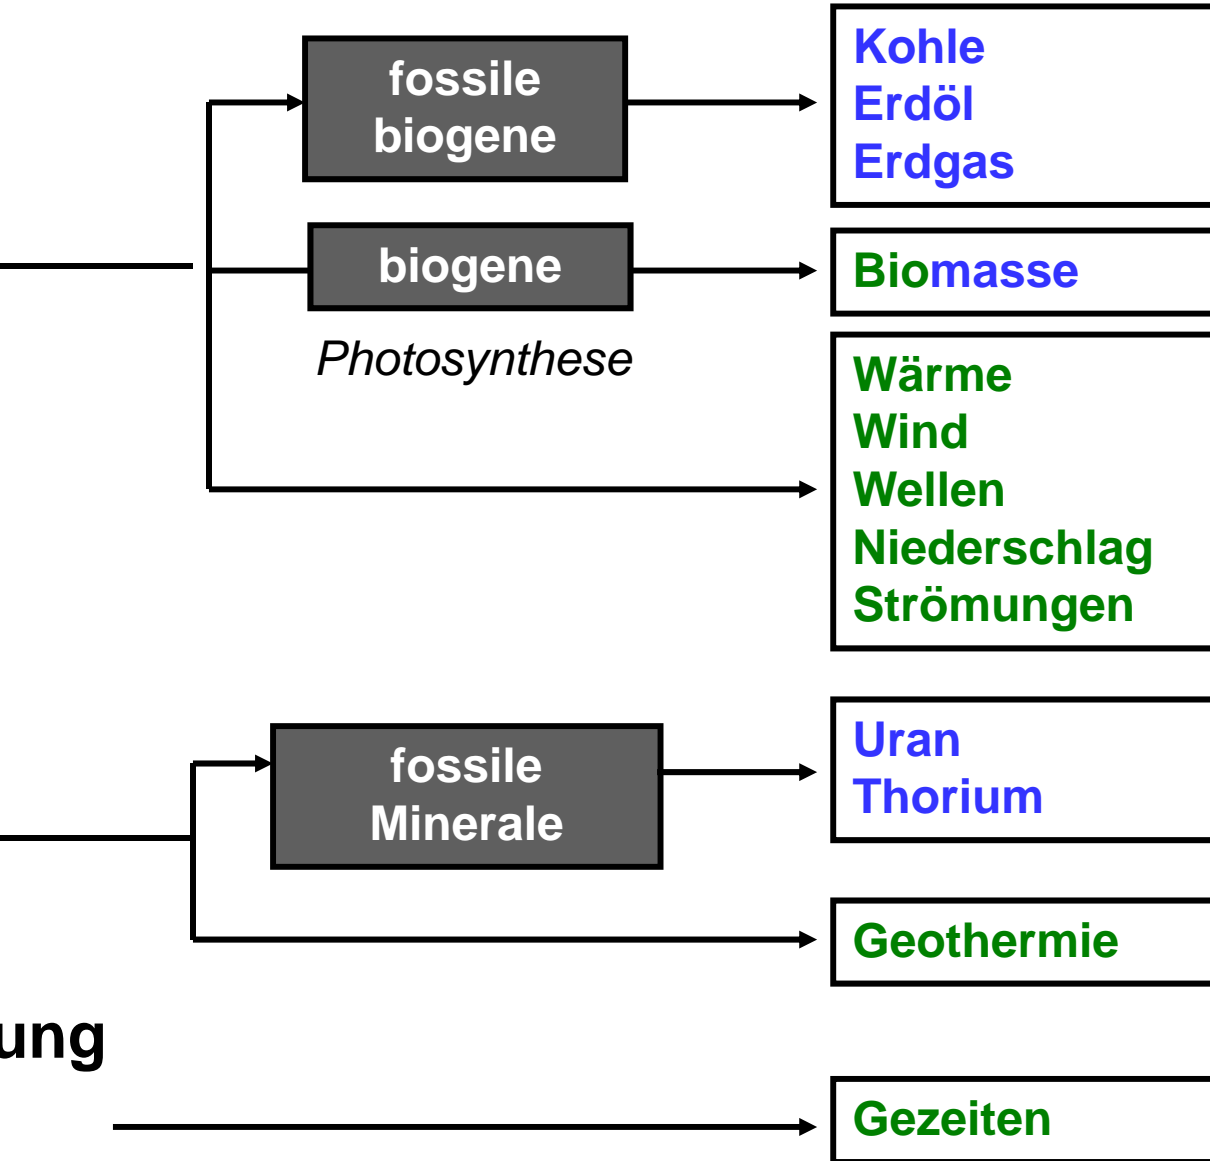 fossile
biogene
Kohle
Erdöl
Erdgas
biogene
Biomasse
Photosynthese
Wärme
Wind
Wellen
Niederschlag
Strömungen
fossile
Minerale
Uran
Thorium
Geothermie
ung
Gezeiten